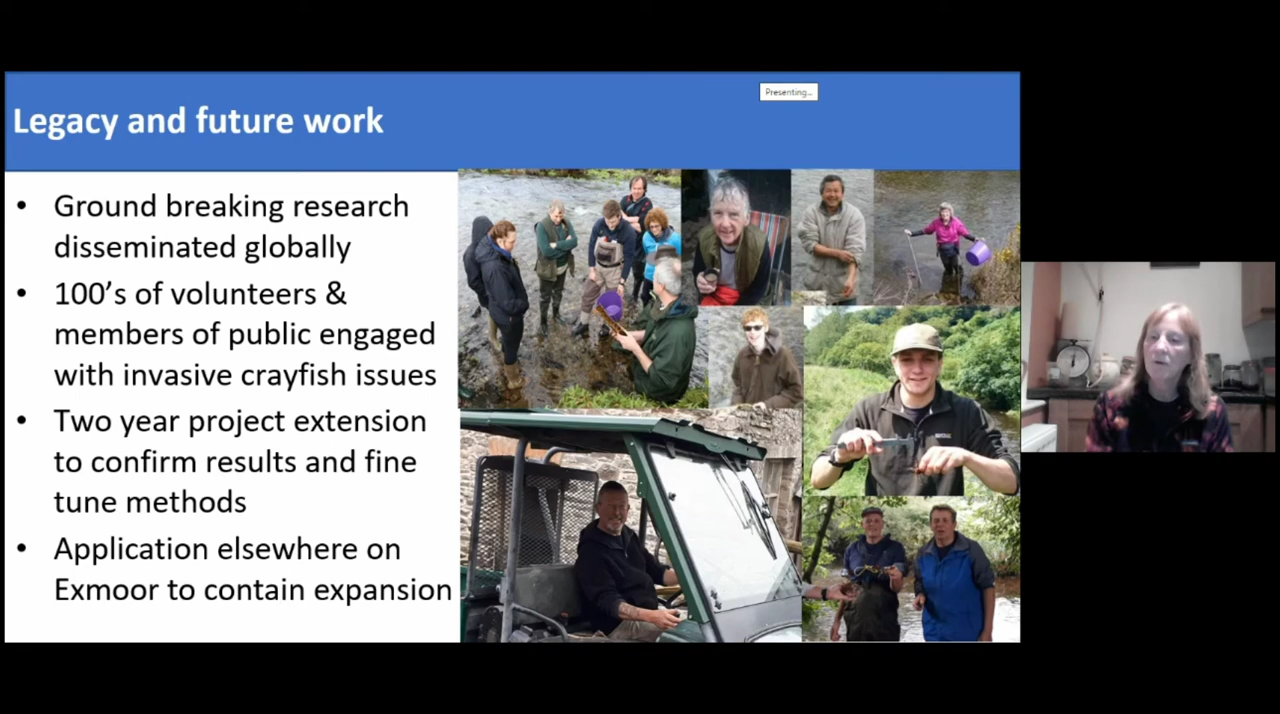 Presenting...
Legacy and future work
• Ground breaking research
disseminated globally
• 100's of volunteers &
members of public engaged
with invasive crayfish issues
• Two year project extension
to confirm results and fine
tune methods
• Application elsewhere on
Exmoor to contain expansion